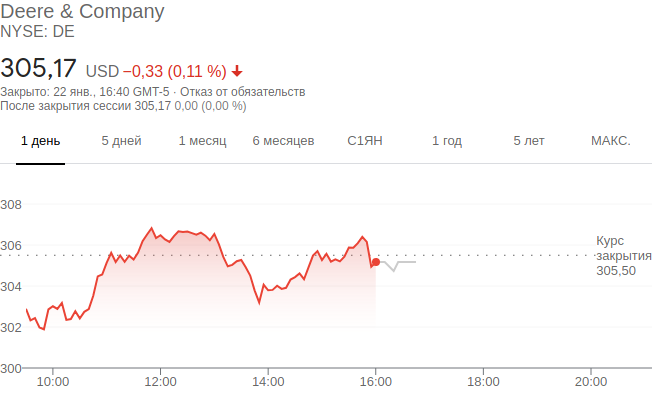 Deere & Company
NYSE: DE
305,17 USD −0,33 (0,11 %)
Закрыто: 22 янв., 16:40 GMT-5 · Отказ от обязательств
После закрытия сессии 305,17 0,00 (0,00 %)
1 день 5 дней 1 месяц 6 месяцев С1ЯН 1 год 5 лет МАКС.
308
306
304
302
300
Курс
закрытия
305,50
10:00 12:00 14:00 16:00 18:00 20:00